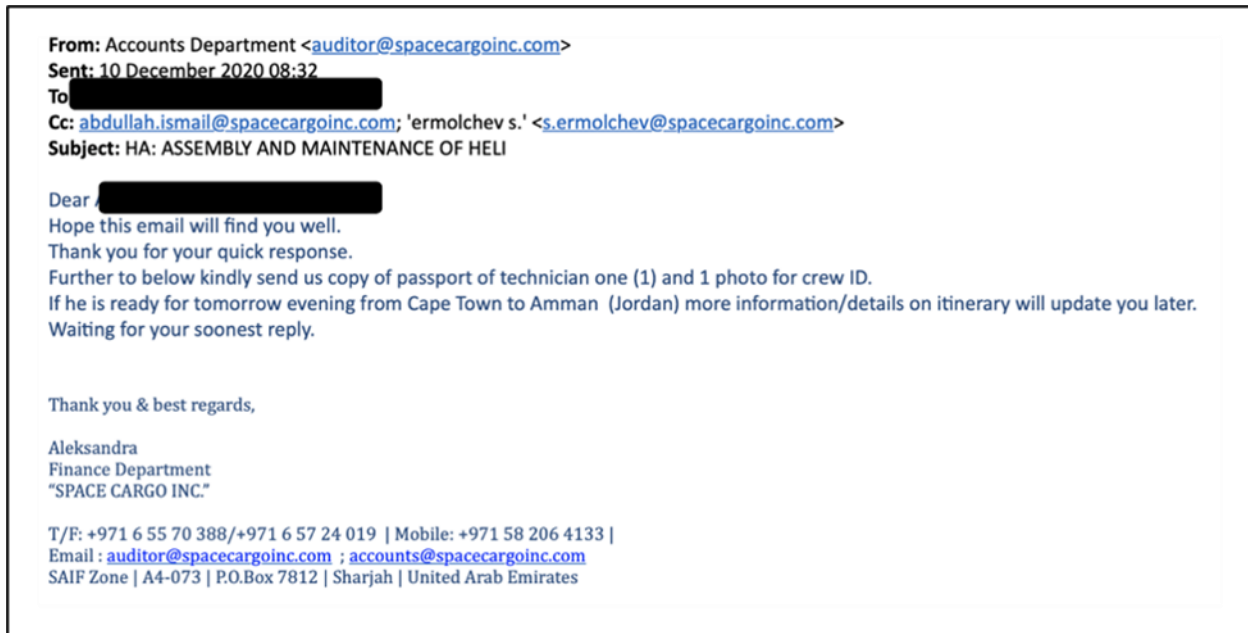 From: Accounts Department <auditor@spacecargoinc.com>
Sent: 10 December 2020 08:32
To
Cc: abdullah.ismail@spacecargoinc.com; 'ermolchev s.' <s.ermolchev@spacecargoinc.com>
Subject: HA: ASSEMBLY AND MAINTENANCE OF HELI
Dear
Hope this email will find you well.
Thank you for your quick response.
Further to below kindly send us copy of passport of technician one (1) and 1 photo for crew ID.
If he is ready for tomorrow evening from Cape Town to Amman (Jordan) more information/details on itinerary will update you later.
Waiting for your soonest reply.
Thank you & best regards,
Aleksandra
Finance Department
“SPACE CARGO INC.”
T/F: +971 6 55 70 388/+971 6 57 24 019 | Mobile: +971 58 206 4133 |
Email : auditor@spacecargoinc.com ; accounts@spacecargoinc.com
SAIF Zone | A4-073 | P.O.Box 7812 | Sharjah | United Arab Emirates